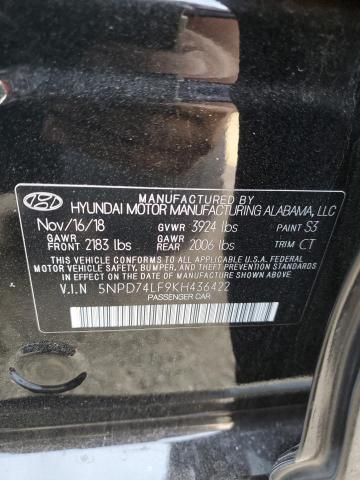 MANUFACTURED BY
HYUNDAI MOTOR MANUFACTURING ALABAMA, LLC
Nov/16/18 GVWR 3924 lbs PAINT S3
GAWR FRONT 2183 lbs GAWR REAR 2006 lbs TRIM CT
THIS VEHICLE CONFORMS TO ALL APPLICABLE U.S.A. FEDERAL
MOTOR VEHICLE SAFETY, BUMPER, AND THEFT PREVENTION STANDARDS IN
EFFECT ON THE DATE OF MANUFACTURE SHOWN ABOVE.
V.I.N 5NPD74LF9KH436422
PASSENGER CAR